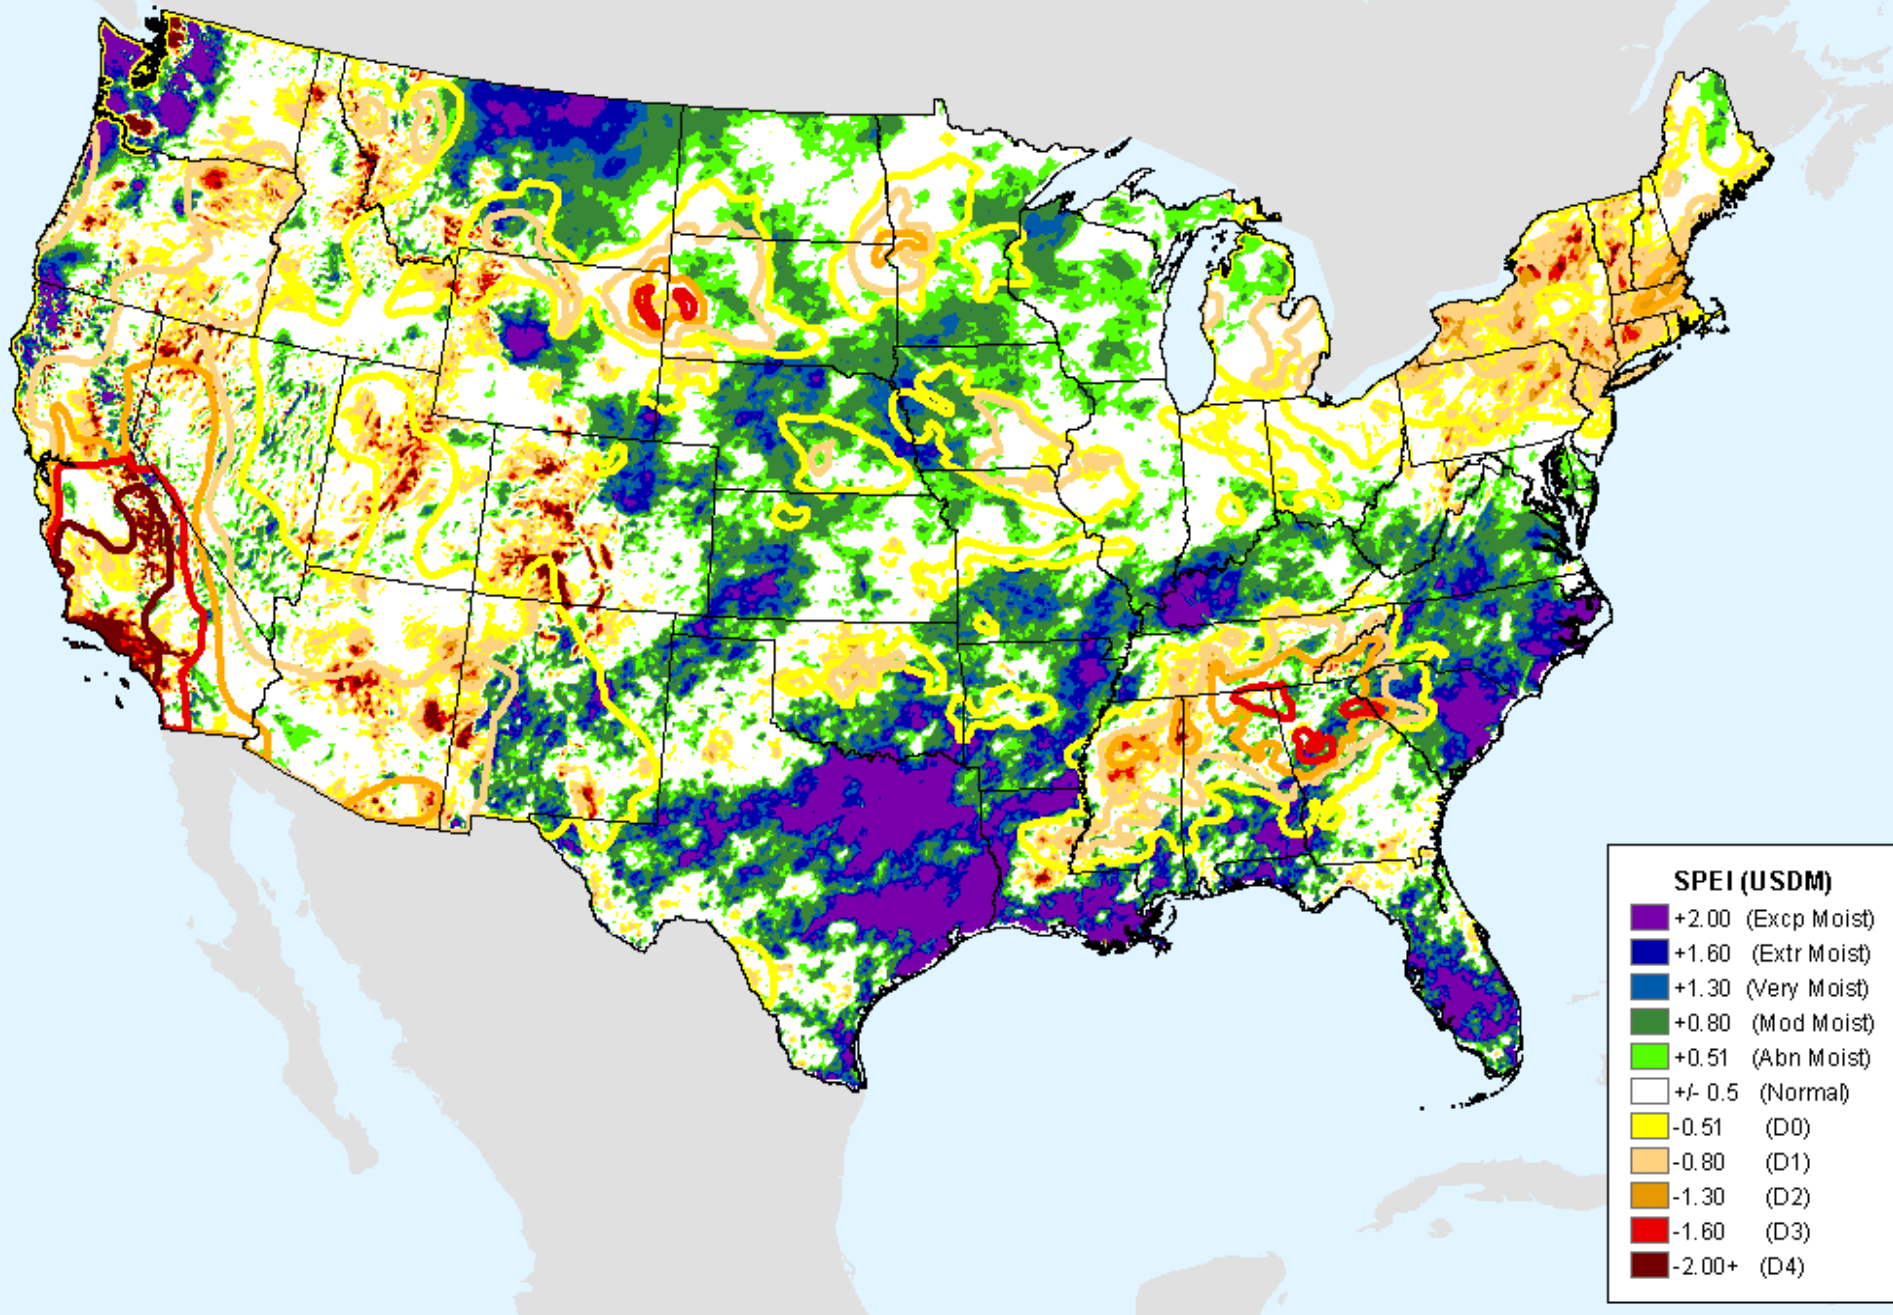 SPEI (USDM)
+2.00 (Excp Moist)
+1.60 (Extr Moist)
+1.30 (Very Moist)
+0.80 (Mod Moist)
+0.51 (Abn Moist)
+/- 0.5 (Normal)
-0.51 (D0)
-0.80 (D1)
-1.30 (D2)
-1.60 (D3)
-2.00+ (D4)